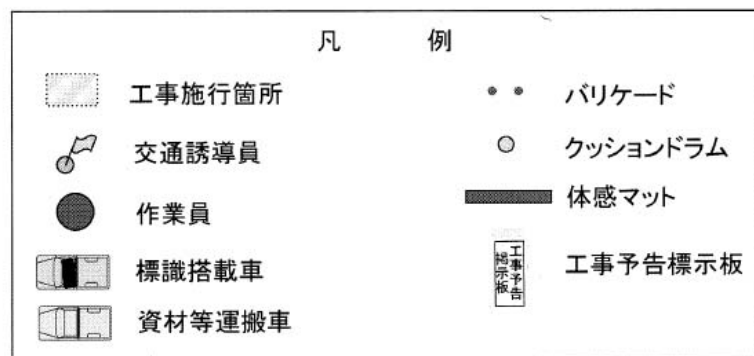 凡 例
工事施行箇所
交通誘導員
作業員
標識搭載車
資材等運搬車
バリケード
クッションドラム
体感マット
工事予告標示板
工事予告
掲示板